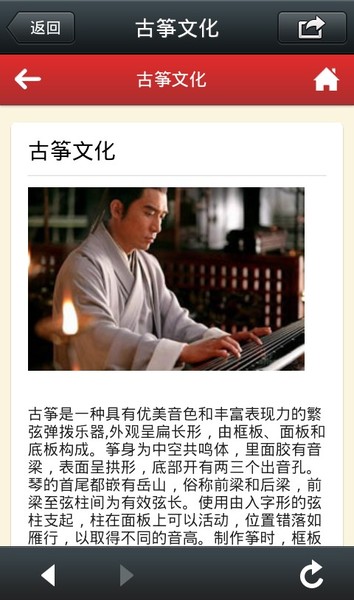 返回
古筝文化
古筝文化
古筝文化
古筝是一种具有优美音色和丰富表现力的繁
弦弹拨乐器,外观呈扁长形，由框板、面板和
底板构成。筝身为中空共鸣体，里面胶有音
梁，表面呈拱形，底部开有两三个出音孔。
琴的首尾都嵌有岳山，俗称前梁和后梁，前
梁至弦柱间为有效弦长。使用由入字形的弦
柱支起，柱在面板上可以活动，位置错落如
雁行，以取得不同的音高。制作筝时，框板